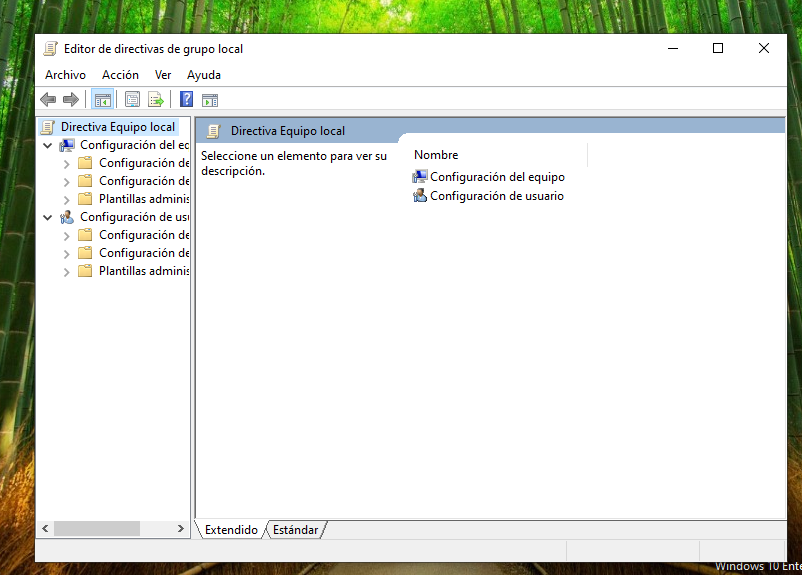 Editor de directivas de grupo local
Archivo Acción Ver Ayuda
Directiva Equipo local
Configuración del eq
Configuración de
Configuración de
Plantillas adminis
Configuración de usu
Configuración de
Configuración de
Plantillas adminis
Directiva Equipo local
Seleccione un elemento para ver su
descripción.
Nombre
Configuración del equipo
Configuración de usuario
Extendido Estándar
Windows 10 Ente